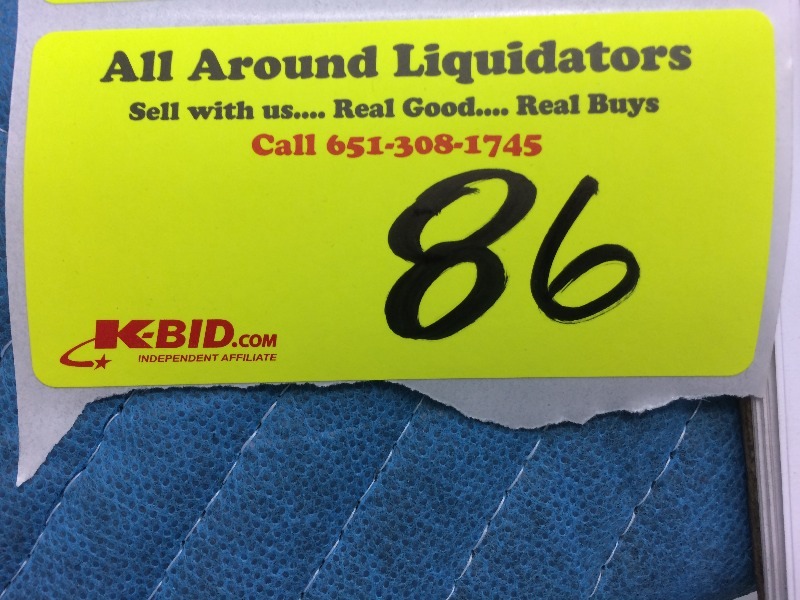 All Around Liquidators
Sell with us.... Real Good.... Real Buys
Call 651-308-1745
86
K-BID.COM
INDEPENDENT AFFILIATE